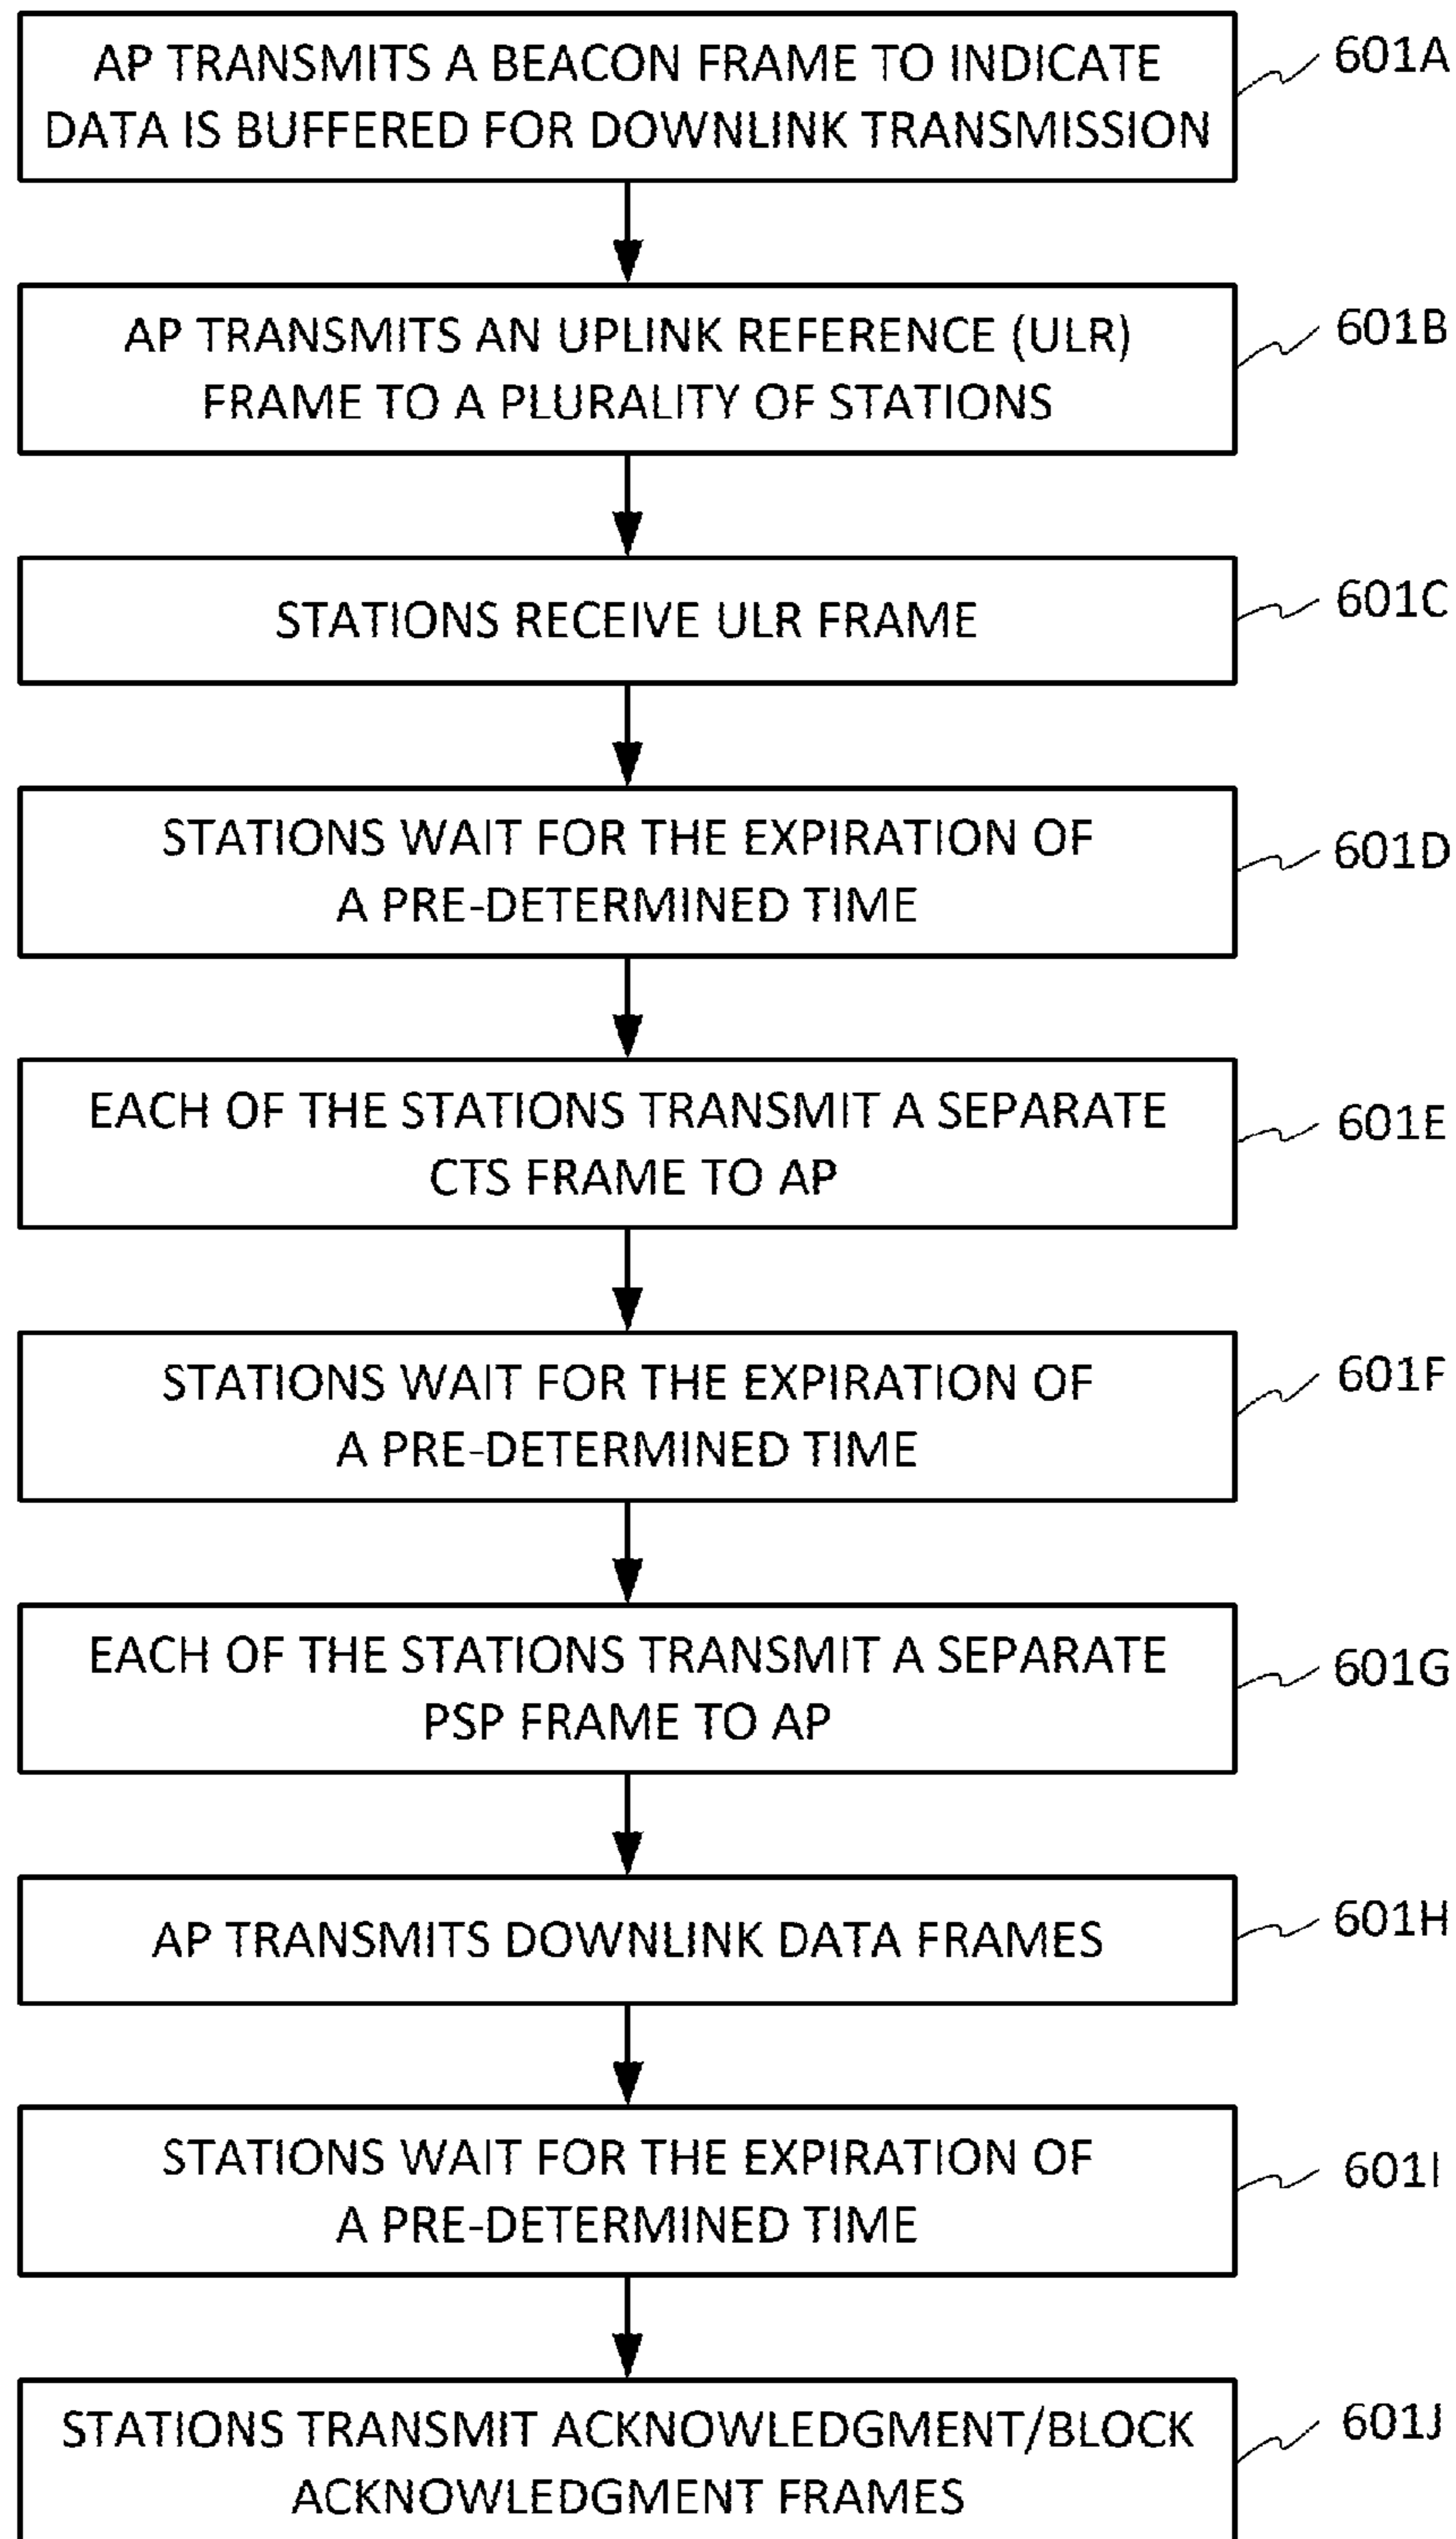 AP TRANSMITS A BEACON FRAME TO INDICATE
DATA IS BUFFERED FOR DOWNLINK TRANSMISSION
601A
AP TRANSMITS AN UPLINK REFERENCE (ULR)
FRAME TO A PLURALITY OF STATIONS
601B
STATIONS RECEIVE ULR FRAME
601C
STATIONS WAIT FOR THE EXPIRATION OF
A PRE-DETERMINED TIME
601D
EACH OF THE STATIONS TRANSMIT A SEPARATE
CTS FRAME TO AP
601E
STATIONS WAIT FOR THE EXPIRATION OF
A PRE-DETERMINED TIME
601F
EACH OF THE STATIONS TRANSMIT A SEPARATE
PSP FRAME TO AP
601G
AP TRANSMITS DOWNLINK DATA FRAMES
601H
STATIONS WAIT FOR THE EXPIRATION OF
A PRE-DETERMINED TIME
601I
STATIONS TRANSMIT ACKNOWLEDGMENT/BLOCK
ACKNOWLEDGMENT FRAMES
601J